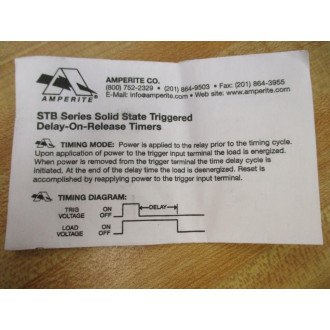 AMPERITE
AMPERITE CO.
(800) 752-2329 • (201) 864-9503 • Fax: (201) 864-3955
E-Mail: info@amperite.com • Web site: www.amperite.com
STB Series Solid State Triggered
Delay-On-Release Timers
TIMING MODE: Power is applied to the relay prior to the timing cycle.
Upon application of power to the trigger input terminal the load is energized.
When power is removed from the trigger terminal the time delay cycle is
initiated. At the end of the delay time the load is deenergized. Reset is
accomplished by reapplying power to the trigger input terminal.
TIMING DIAGRAM:
TRIG ON DELAY
VOLTAGE OFF
LOAD ON
VOLTAGE OFF